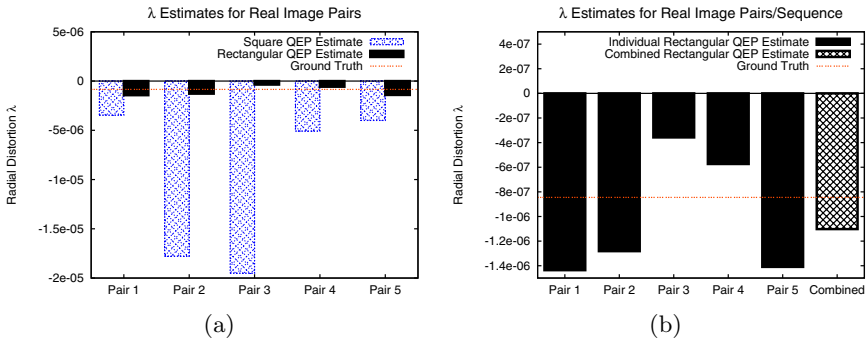 λ Estimates for Real Image Pairs
5e-06
0
-5e-06
-1e-05
-1.5e-05
-2e-05
Radial Distortion λ
Square QEP Estimate
Rectangular QEP Estimate
Ground Truth
Pair 1 Pair 2 Pair 3 Pair 4 Pair 5
(a)
λ Estimates for Real Image Pairs/Sequence
4e-07
2e-07
0
-2e-07
-4e-07
-6e-07
-8e-07
-1e-06
-1.2e-06
-1.4e-06
Radial Distortion λ
Individual Rectangular QEP Estimate
Combined Rectangular QEP Estimate
Ground Truth
Pair 1 Pair 2 Pair 3 Pair 4 Pair 5 Combined
(b)